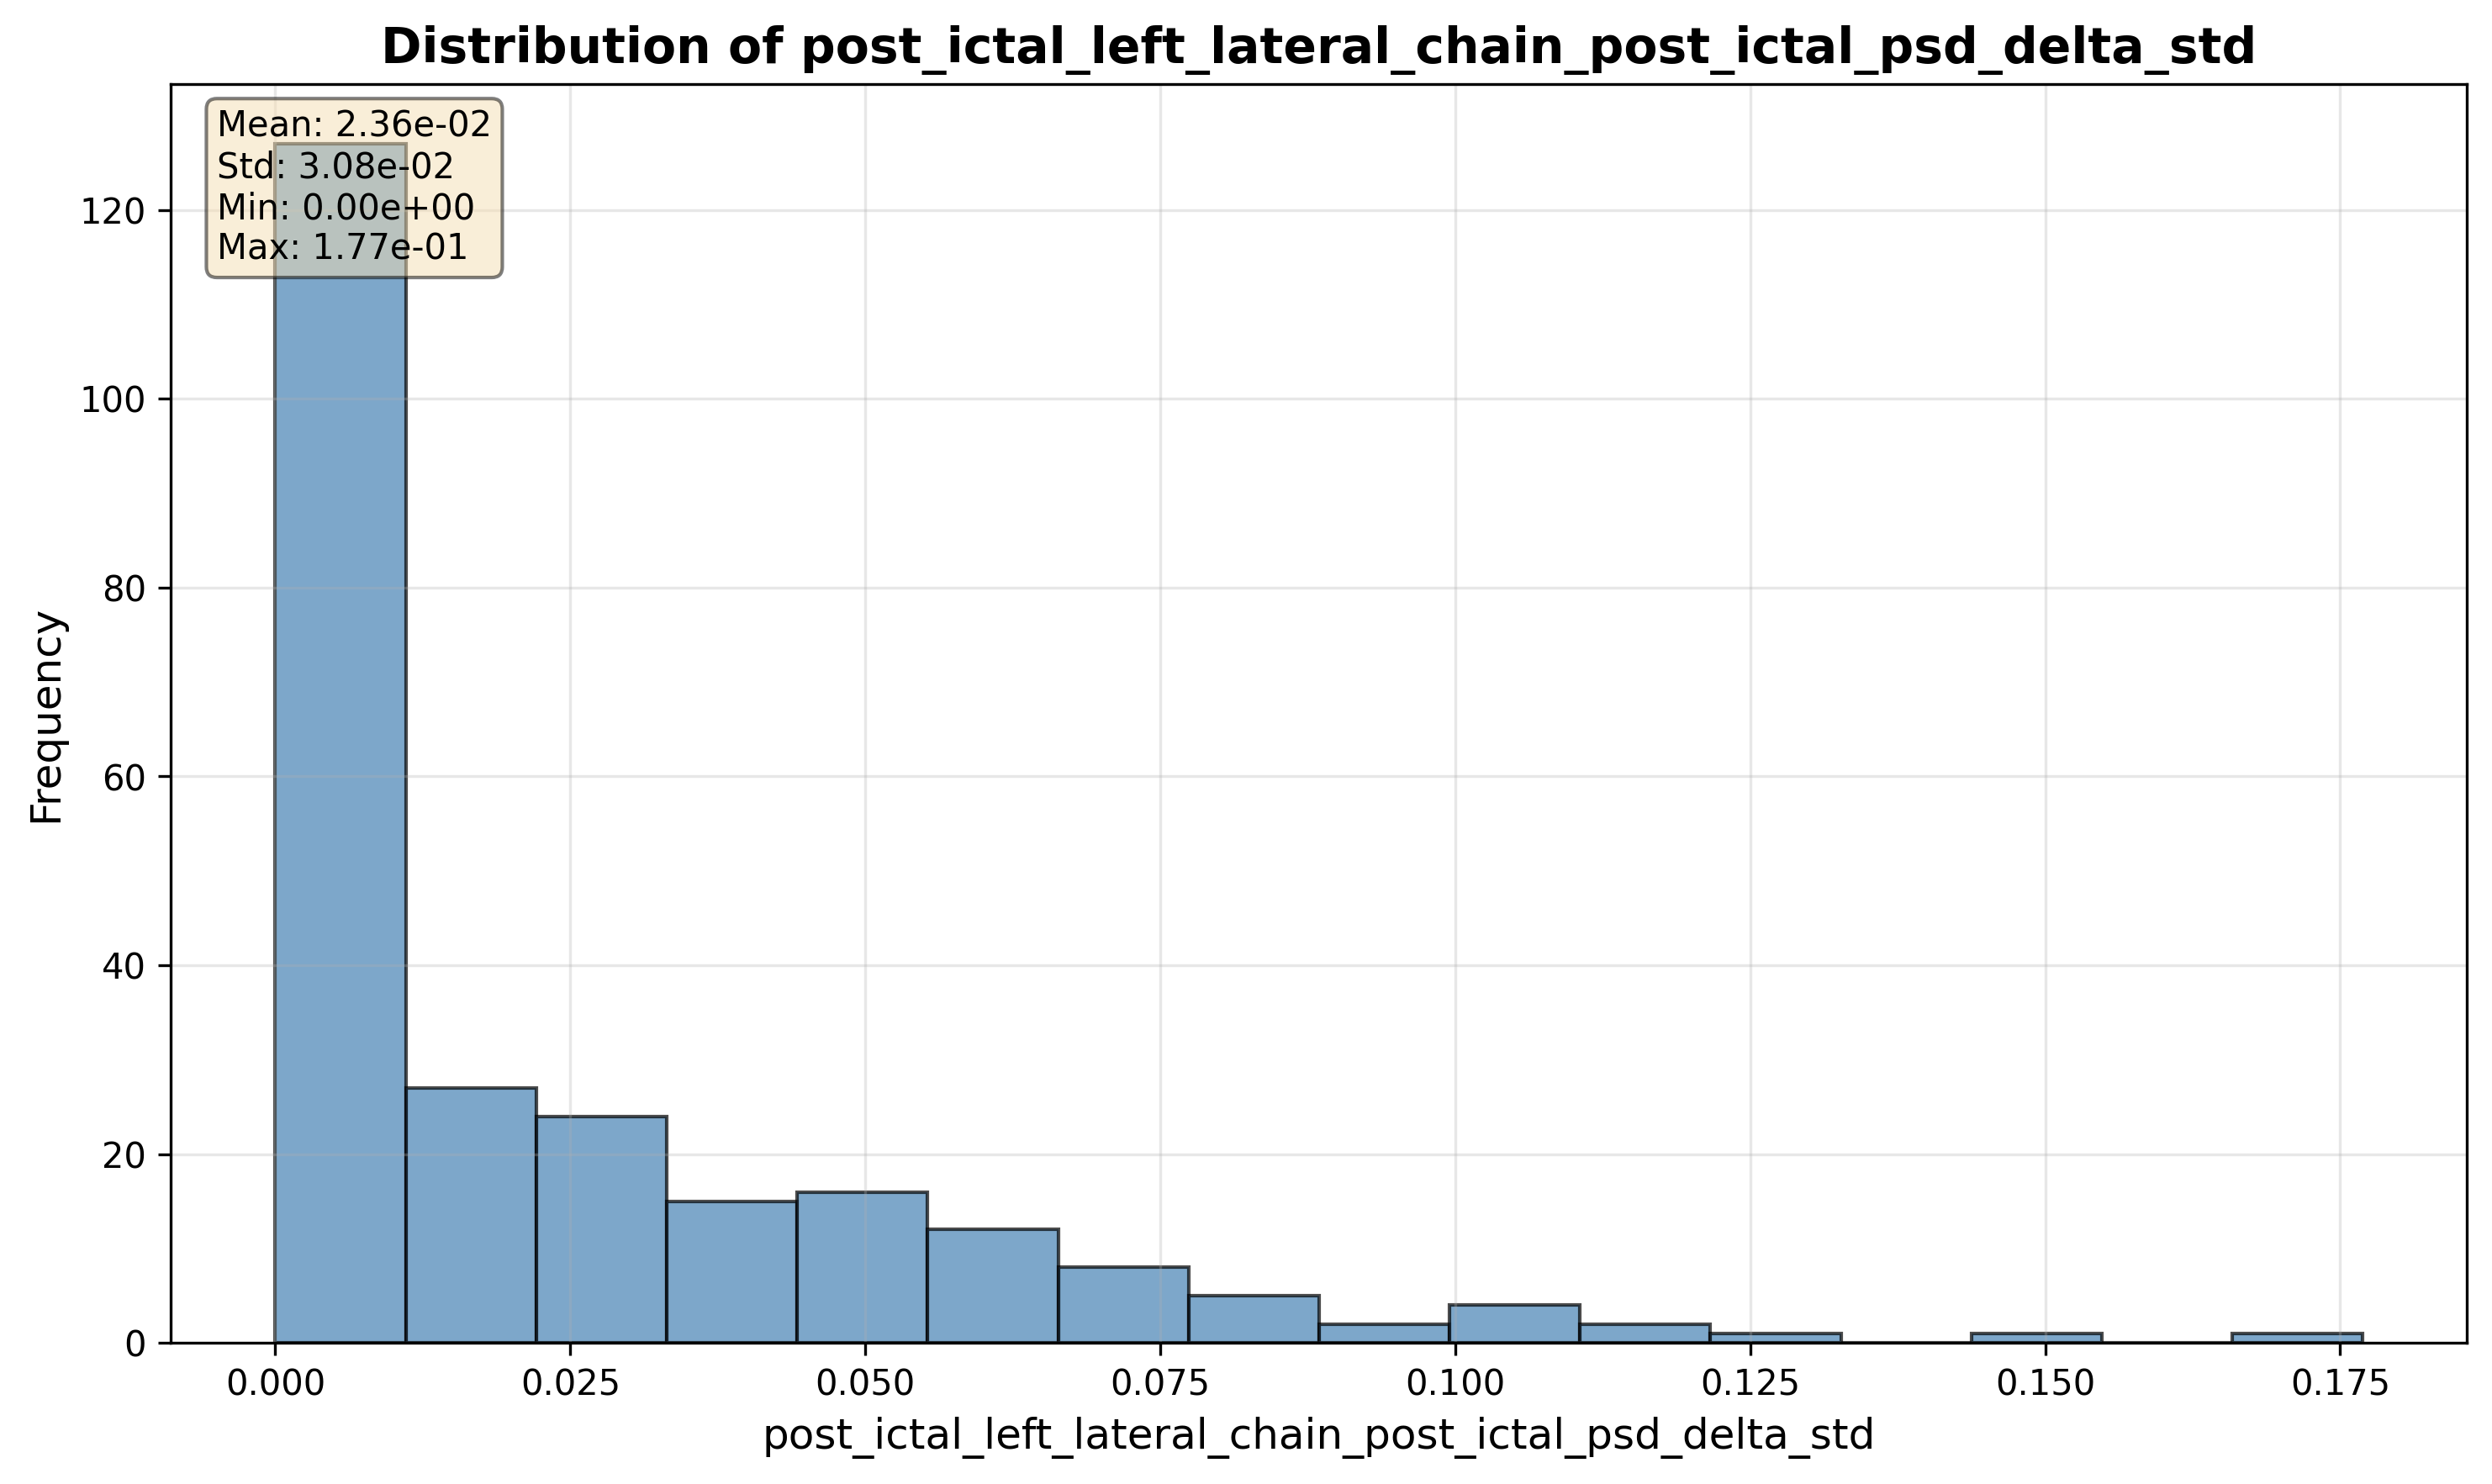 Distribution of post_ictal_left_lateral_chain_post_ictal_psd_delta_std
Mean: 2.36e-02
Std: 3.08e-02
Min: 0.00e+00
Max: 1.77e-01
Frequency
120
100
80
60
40
20
0
0.000 0.025 0.050 0.075 0.100 0.125 0.150 0.175
post_ictal_left_lateral_chain_post_ictal_psd_delta_std